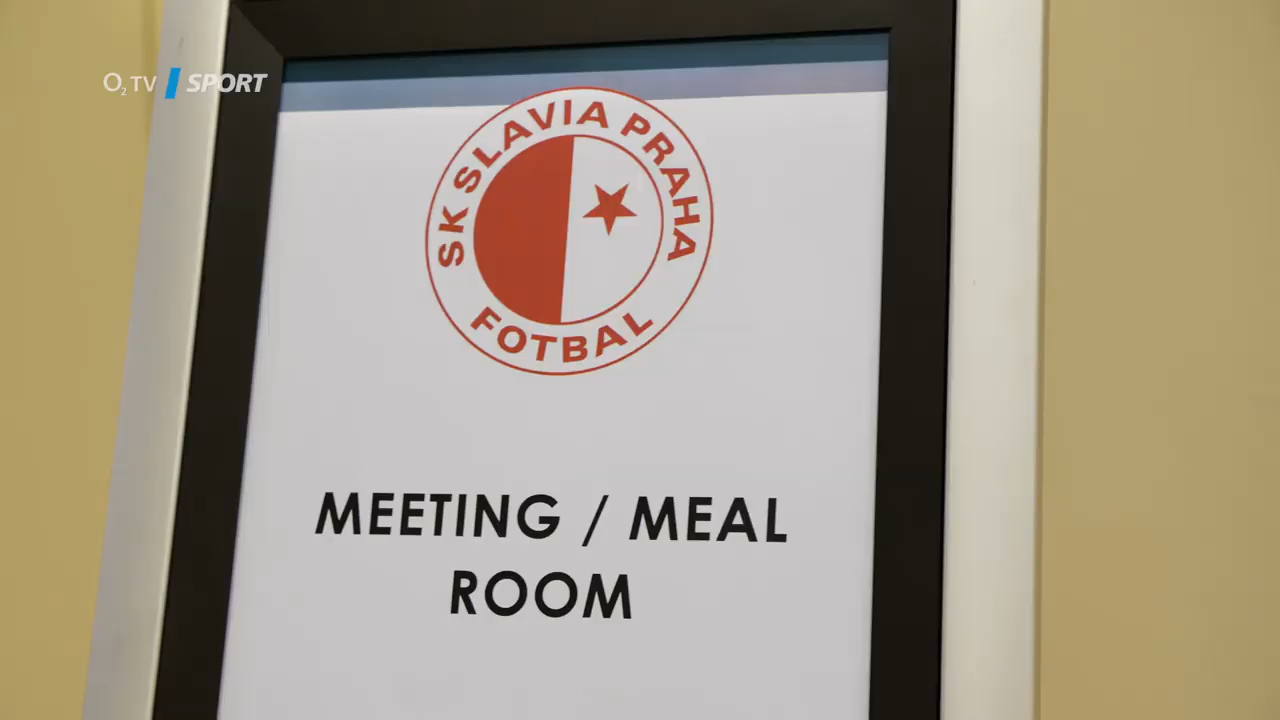 O2 TV SPORT
SK SLAVIA PRAHA
FOTBAL
MEETING / MEAL
ROOM